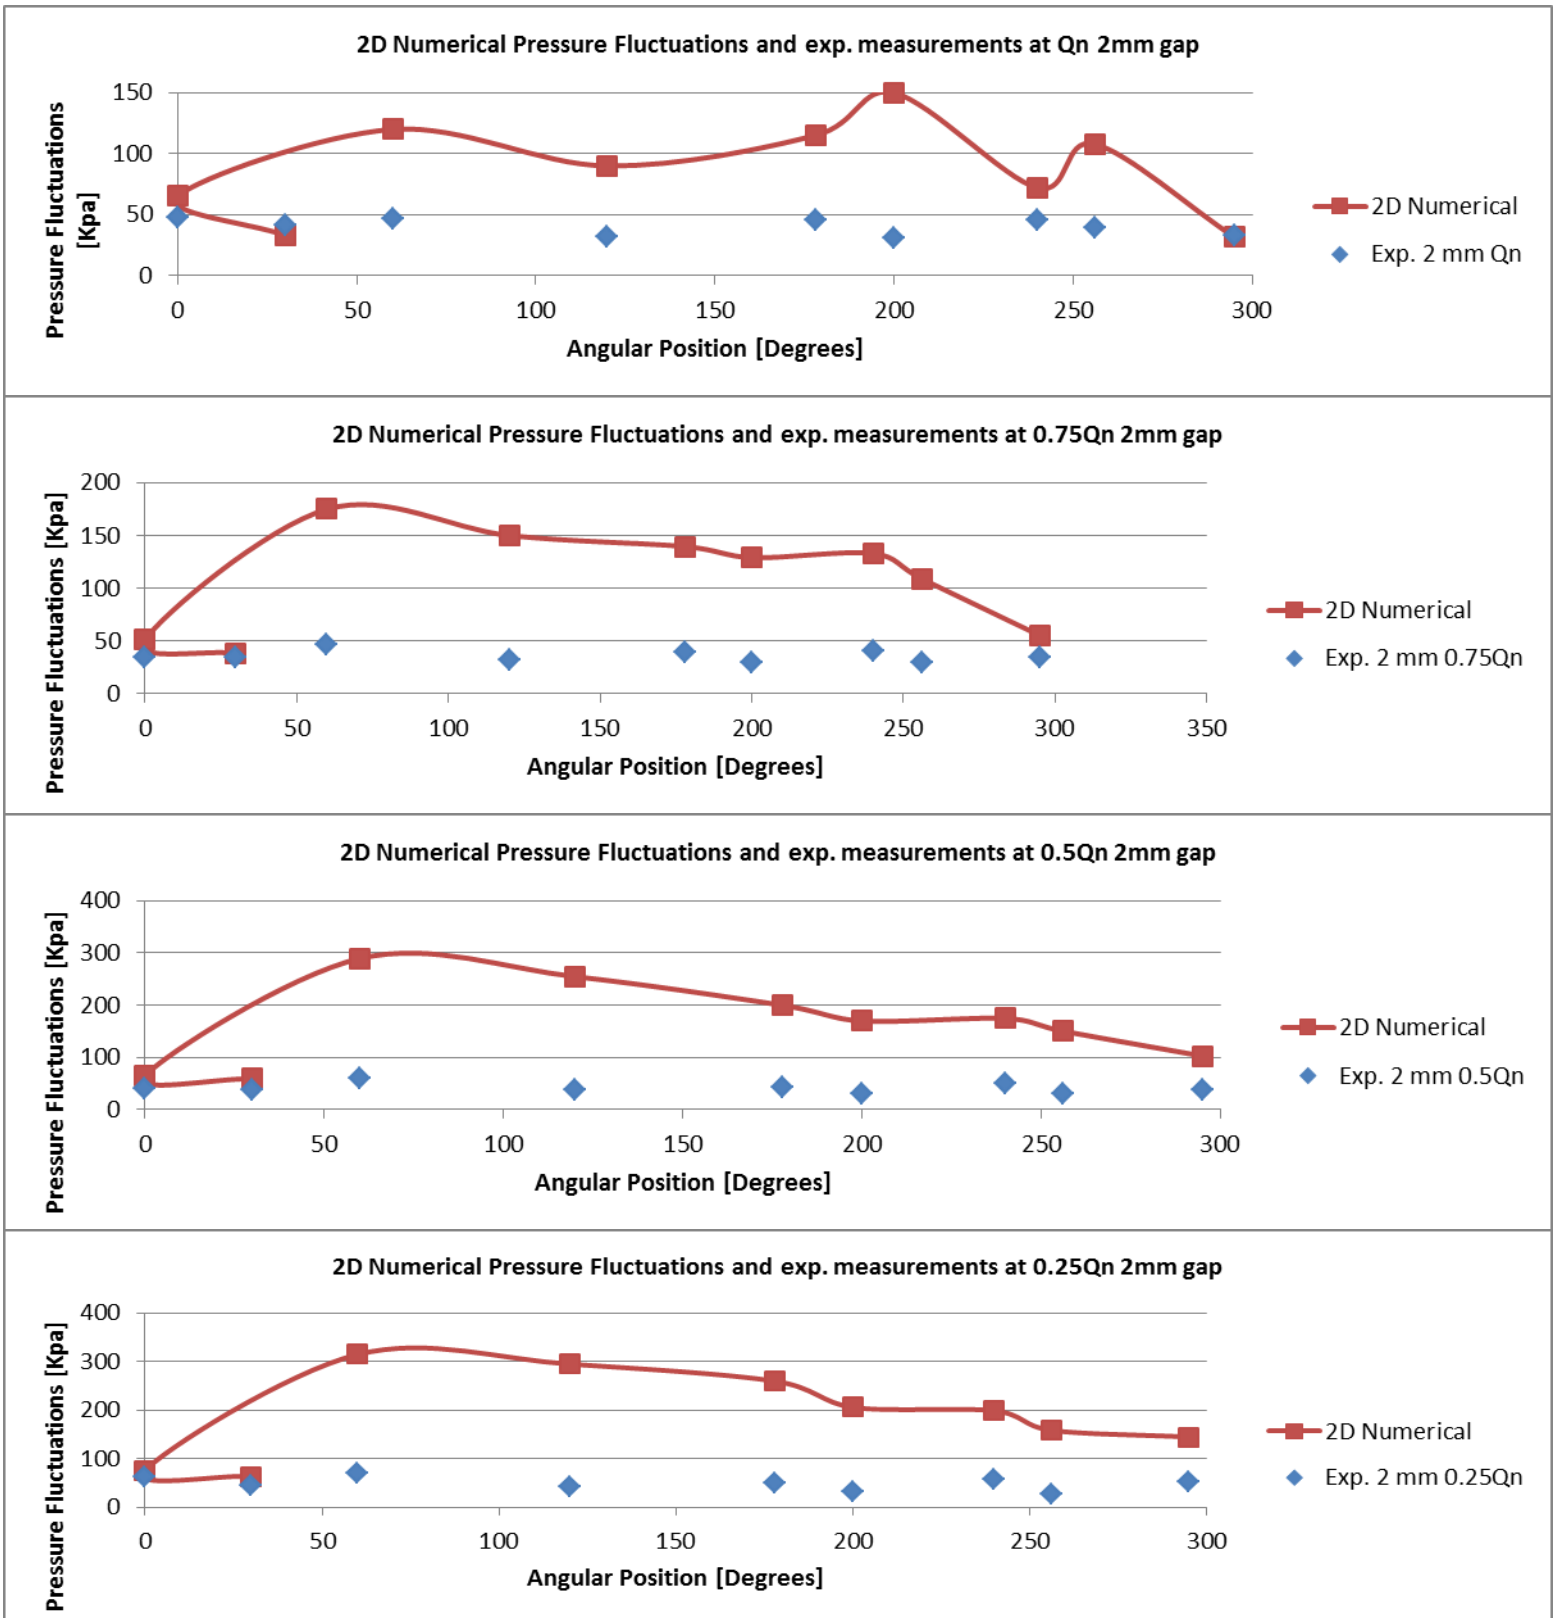 2D Numerical Pressure Fluctuations and exp. measurements at Qn 2mm gap
Pressure Fluctuations
[Kpa]
150
100
50
0
0 50 100 150 200 250 300
Angular Position [Degrees]
2D Numerical
Exp. 2 mm Qn
2D Numerical Pressure Fluctuations and exp. measurements at 0.75Qn 2mm gap
Pressure Fluctuations [Kpa]
200
150
100
50
0
0 50 100 150 200 250 300 350
Angular Position [Degrees]
2D Numerical
Exp. 2 mm 0.75Qn
2D Numerical Pressure Fluctuations and exp. measurements at 0.5Qn 2mm gap
Pressure Fluctuations [Kpa]
400
300
200
100
0
0 50 100 150 200 250 300
Angular Position [Degrees]
2D Numerical
Exp. 2 mm 0.5Qn
2D Numerical Pressure Fluctuations and exp. measurements at 0.25Qn 2mm gap
Pressure Fluctuations [Kpa]
400
300
200
100
0
0 50 100 150 200 250 300
Angular Position [Degrees]
2D Numerical
Exp. 2 mm 0.25Qn